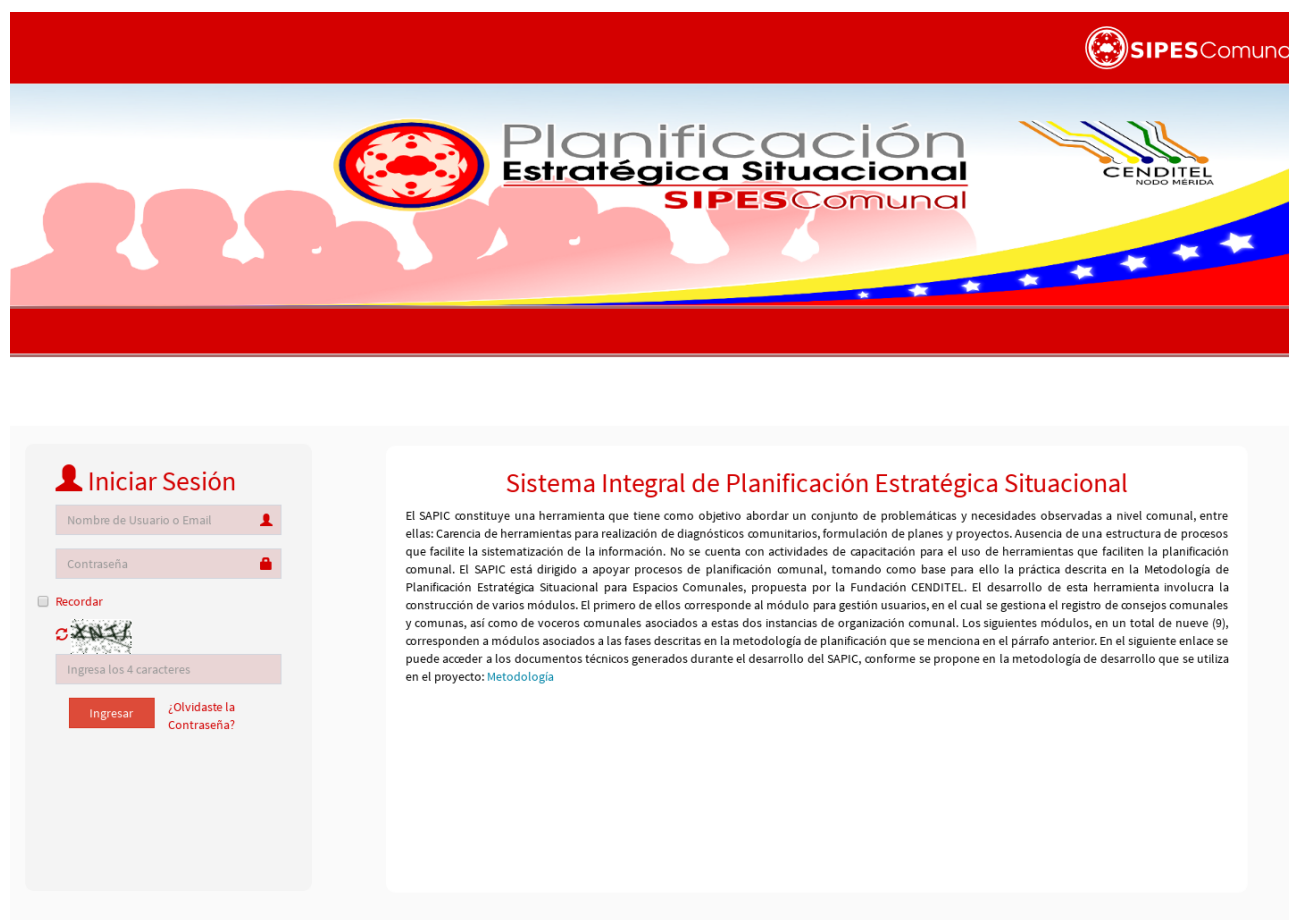 SIPESComuna
Planificación
Estratégica Situacional
SIPESComunal
CENDITEL
NODO MÉRIDA
Iniciar Sesión
Nombre de Usuario o Email
Contraseña
Recordar
Ingresa los 4 caracteres
Ingresar
¿Olvidaste la
Contraseña?
Sistema Integral de Planificación Estratégica Situacional
El SAPIC constituye una herramienta que tiene como objetivo abordar un conjunto de problemáticas y necesidades observadas a nivel comunal, entre
ellas: Carencia de herramientas para realización de diagnósticos comunitarios, formulación de planes y proyectos. Ausencia de una estructura de procesos
que facilite la sistematización de la información. No se cuenta con actividades de capacitación para el uso de herramientas que faciliten la planificación
comunal. El SAPIC está dirigido a apoyar procesos de planificación comunal, tomando como base para ello la práctica descrita en la Metodología de
Planificación Estratégica Situacional para Espacios Comunales, propuesta por la Fundación CENDITEL. El desarrollo de esta herramienta involucra la
construcción de varios módulos. El primero de ellos corresponde al módulo para gestión usuarios, en el cual se gestiona el registro de consejos comunales
y comunas, así como de voceros comunales asociados a estas dos instancias de organización comunal. Los siguientes módulos, en un total de nueve (9),
corresponden a módulos asociados a las fases descritas en la metodología de planificación que se menciona en el párrafo anterior. En el siguiente enlace se
puede acceder a los documentos técnicos generados durante el desarrollo del SAPIC, conforme se propone en la metodología de desarrollo que se utiliza
en el proyecto: Metodología